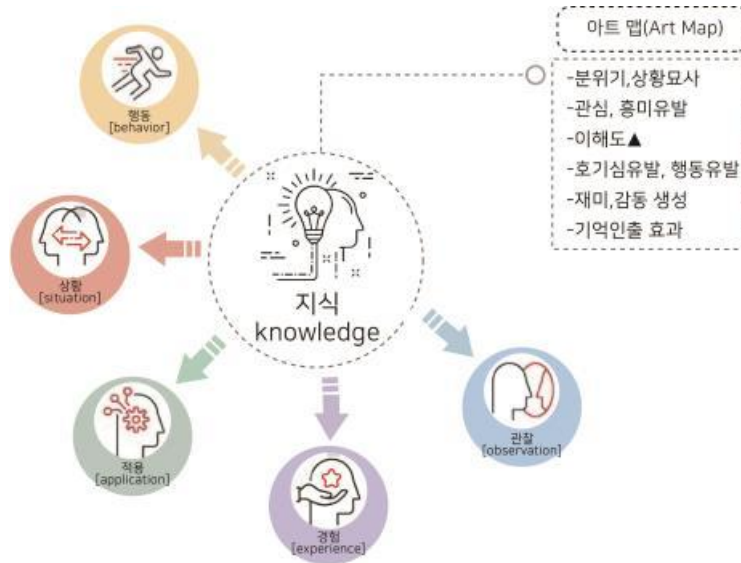 아트 맵(Art Map)
-분위기,상황묘사
-관심, 흥미유발
-이해도▲
-호기심유발, 행동유발
-재미,감동 생성
-기억인출 효과
행동
[behavior]
상황
[situation]
지식
knowledge
적용
[application]
경험
[experience]
관찰
[observation]